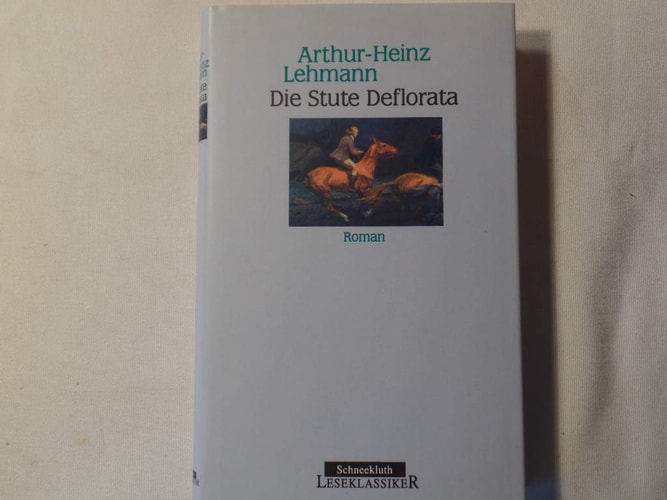 Arthur-Heinz
Lehmann
Die Stute Deflorata
Roman
Schneekluth
LESEKLASSIKER